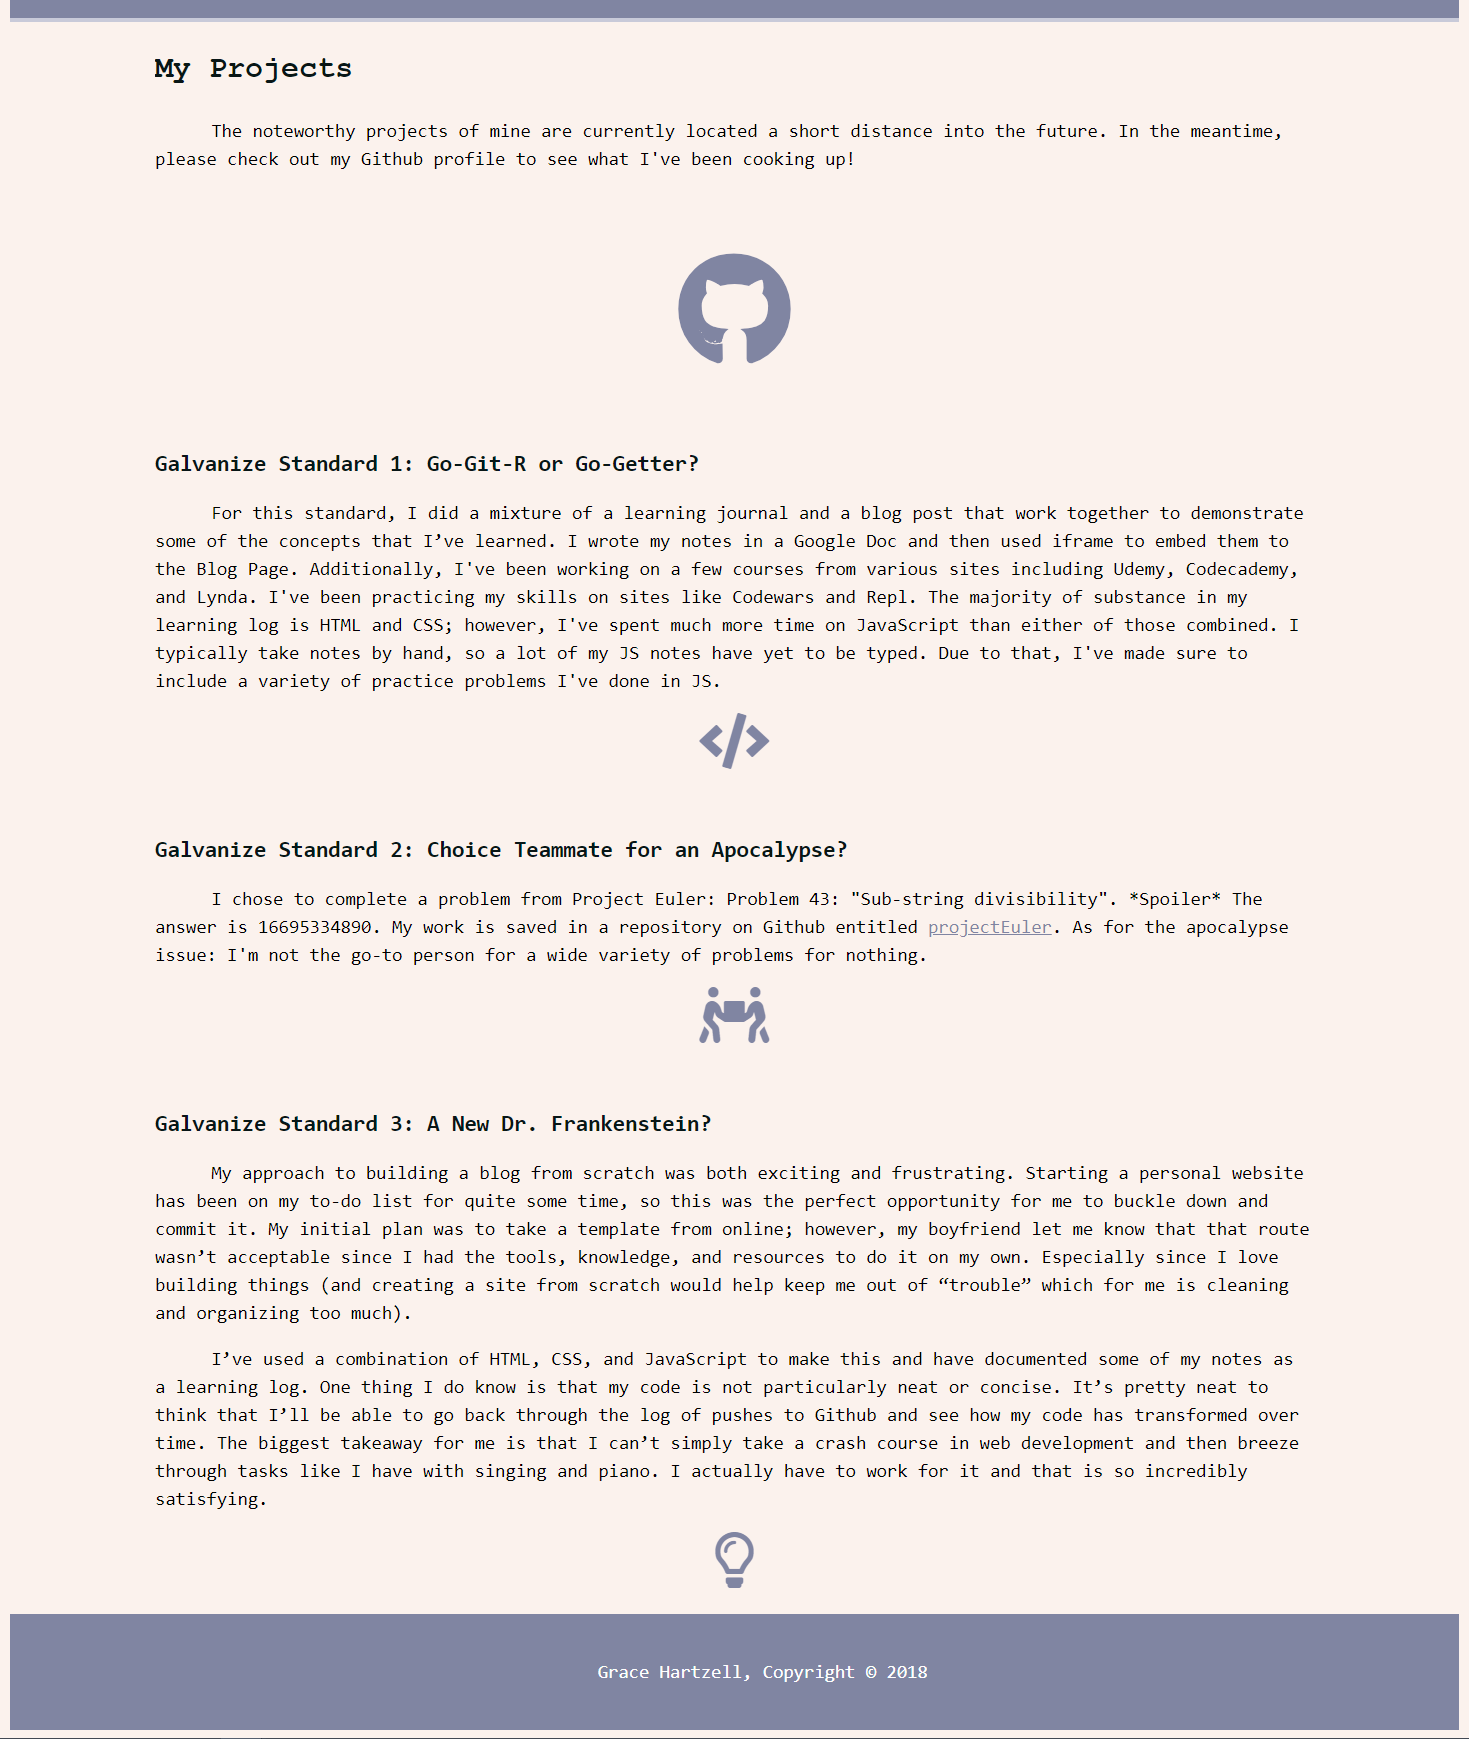 My Projects
The noteworthy projects of mine are currently located a short distance into the future. In the meantime,
please check out my Github profile to see what I've been cooking up!
Galvanize Standard 1: Go-Git-R or Go-Getter?
For this standard, I did a mixture of a learning journal and a blog post that work together to demonstrate
some of the concepts that I’ve learned. I wrote my notes in a Google Doc and then used iframe to embed them to
the Blog Page. Additionally, I've been working on a few courses from various sites including Udemy, Codecademy,
and Lynda. I've been practicing my skills on sites like Codewars and Repl. The majority of substance in my
learning log is HTML and CSS; however, I've spent much more time on JavaScript than either of those combined. I
typically take notes by hand, so a lot of my JS notes have yet to be typed. Due to that, I've made sure to
include a variety of practice problems I've done in JS.
Galvanize Standard 2: Choice Teammate for an Apocalypse?
I chose to complete a problem from Project Euler: Problem 43: "Sub-string divisibility". *Spoiler* The
answer is 16695334890. My work is saved in a repository on Github entitled projectEuler. As for the apocalypse
issue: I'm not the go-to person for a wide variety of problems for nothing.
Galvanize Standard 3: A New Dr. Frankenstein?
My approach to building a blog from scratch was both exciting and frustrating. Starting a personal website
has been on my to-do list for quite some time, so this was the perfect opportunity for me to buckle down and
commit it. My initial plan was to take a template from online; however, my boyfriend let me know that that route
wasn’t acceptable since I had the tools, knowledge, and resources to do it on my own. Especially since I love
building things (and creating a site from scratch would help keep me out of “trouble” which for me is cleaning
and organizing too much).
I’ve used a combination of HTML, CSS, and JavaScript to make this and have documented some of my notes as
a learning log. One thing I do know is that my code is not particularly neat or concise. It’s pretty neat to
think that I’ll be able to go back through the log of pushes to Github and see how my code has transformed over
time. The biggest takeaway for me is that I can’t simply take a crash course in web development and then breeze
through tasks like I have with singing and piano. I actually have to work for it and that is so incredibly
satisfying.
Grace Hartzell, Copyright © 2018